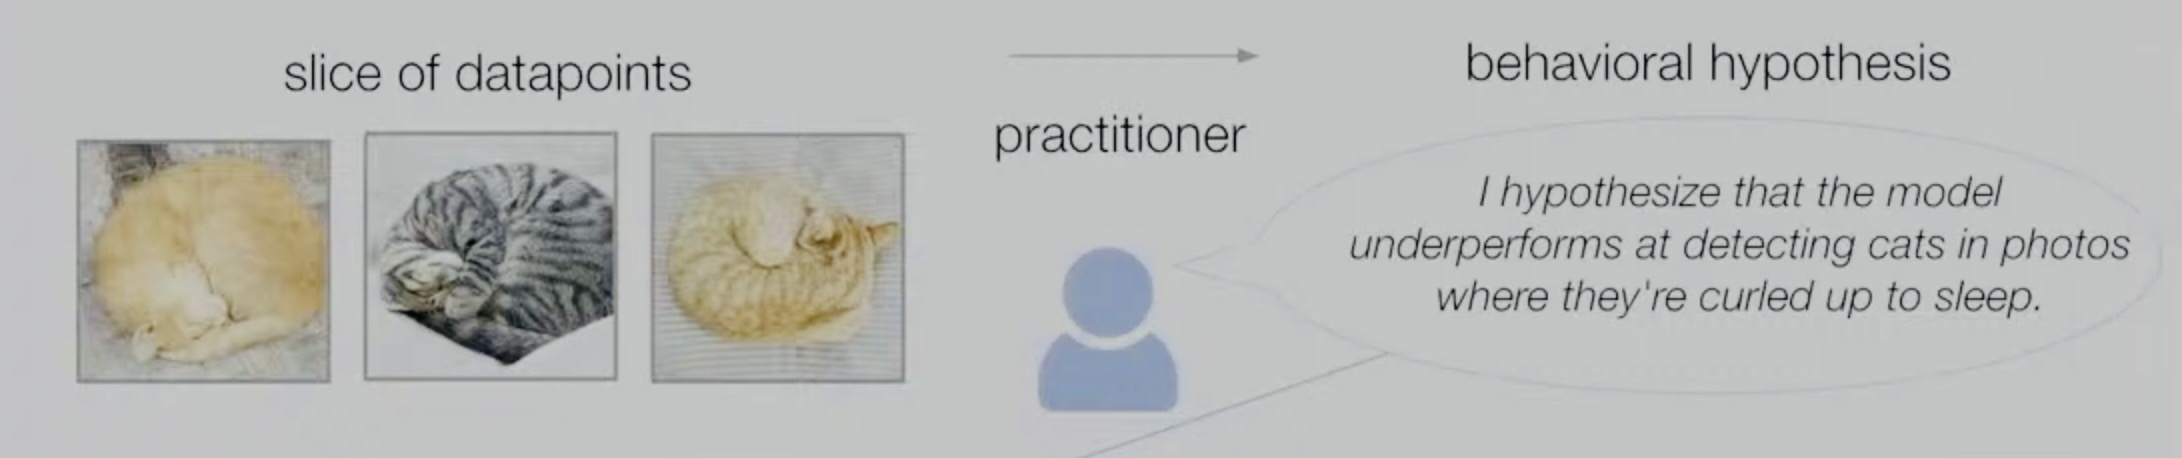 slice of datapoints
practitioner
behavioral hypothesis
I hypothesize that the model
underperforms at detecting cats in photos
where they're curled up to sleep.